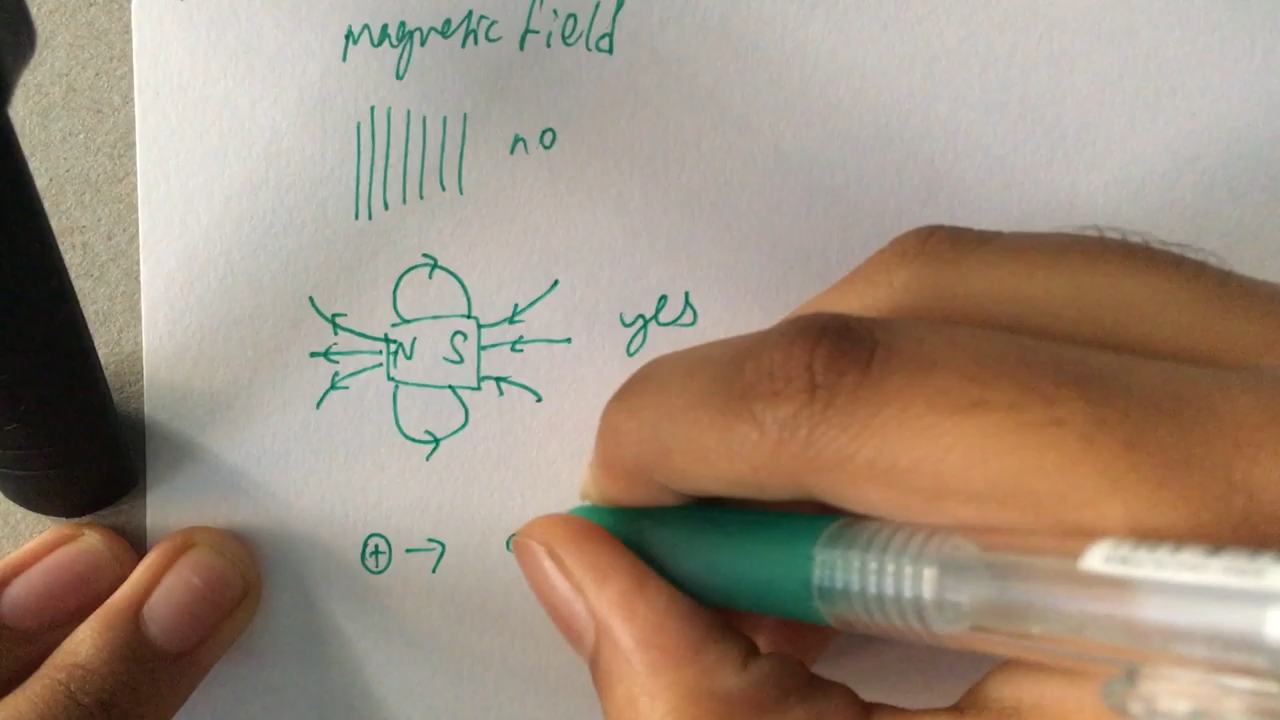 magnetic field
no
N S
yes
+ →